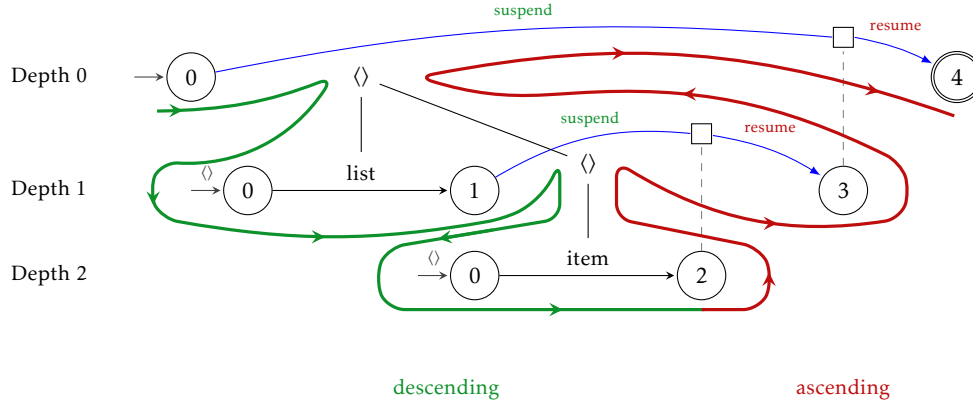 suspend
resume
Depth 0 0 ⟨⟩ 4
suspend
resume
⟨⟩
Depth 1 ⟨⟩ 0 list 1 3
⟨⟩
Depth 2 ⟨⟩ 0 item 2
descending ascending